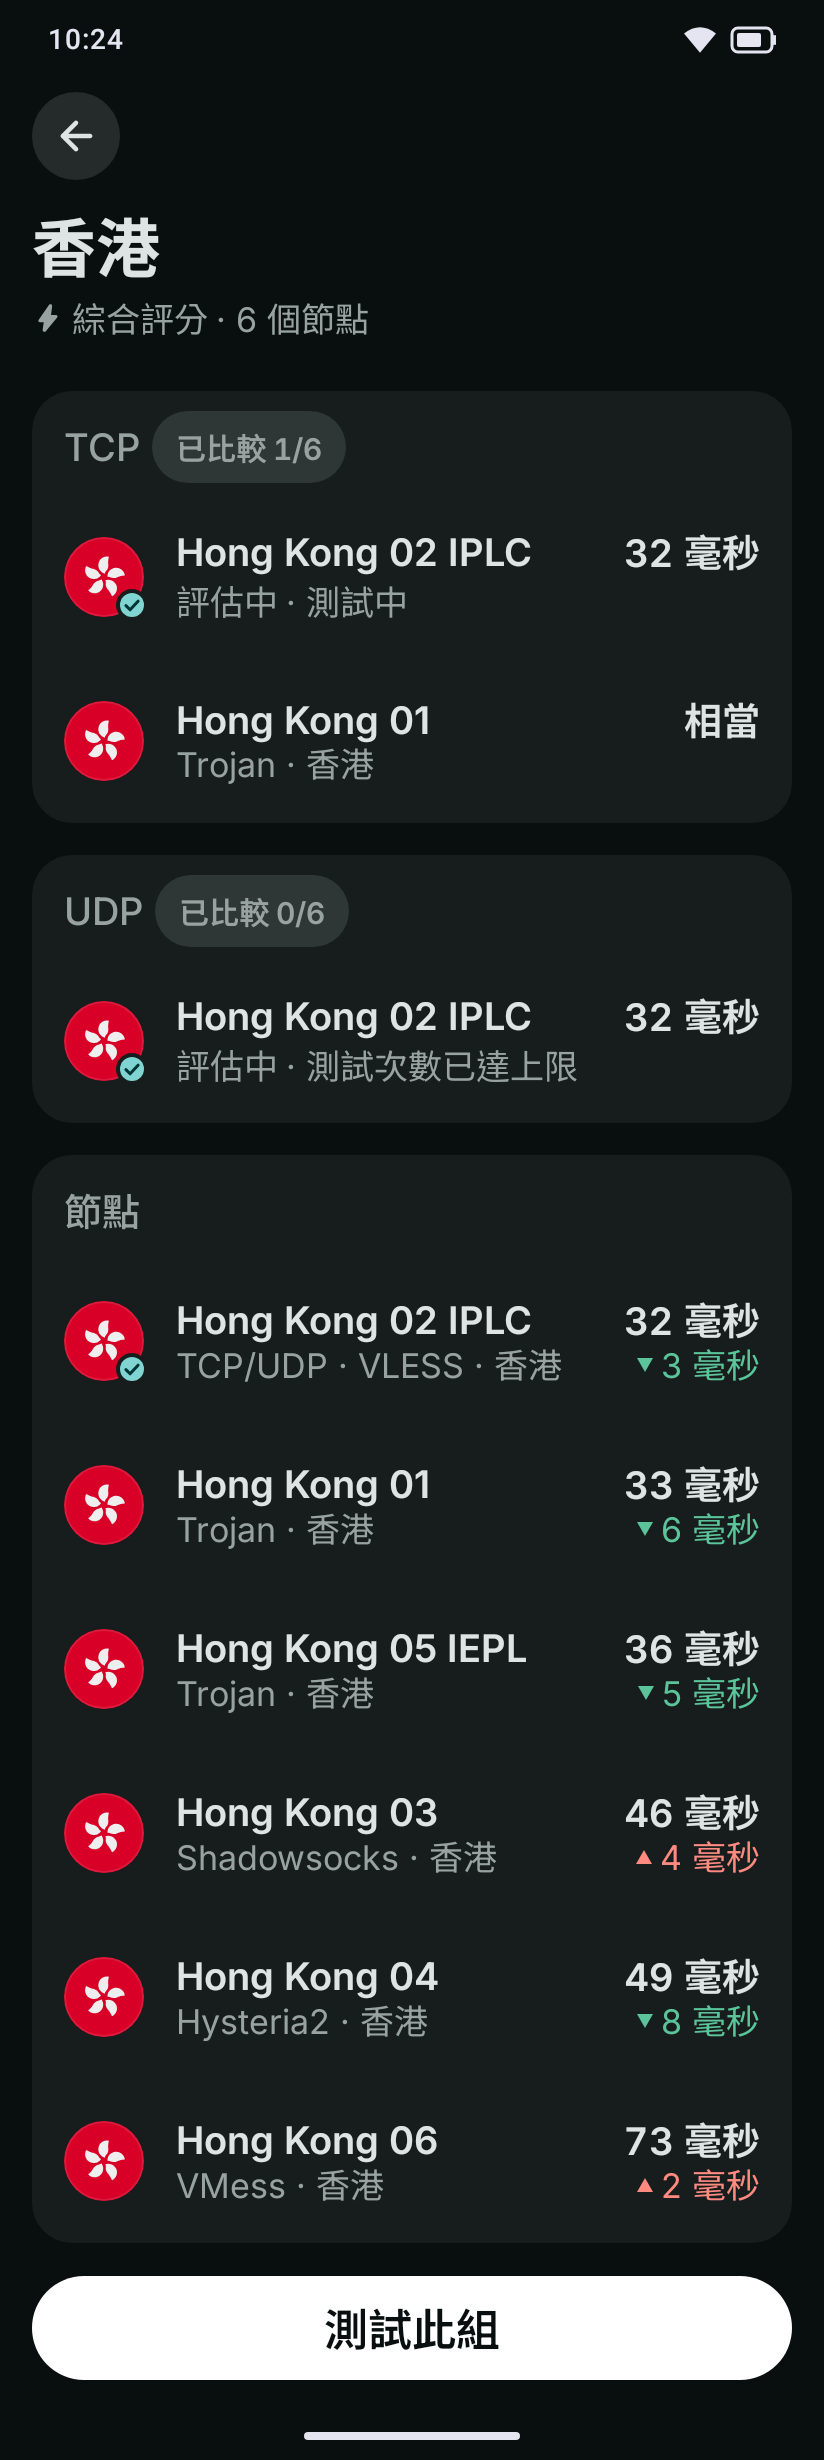 10:24
香港
綜合評分 · 6 個節點
TCP 已比較 1/6
Hong Kong 02 IPLC 32 毫秒
評估中 · 測試中
Hong Kong 01 相當
Trojan · 香港
UDP 已比較 0/6
Hong Kong 02 IPLC 32 毫秒
評估中 · 測試次數已達上限
節點
Hong Kong 02 IPLC 32 毫秒
TCP/UDP · VLESS · 香港 ▼3 毫秒
Hong Kong 01 33 毫秒
Trojan · 香港 ▼6 毫秒
Hong Kong 05 IEPL 36 毫秒
Trojan · 香港 ▼5 毫秒
Hong Kong 03 46 毫秒
Shadowsocks · 香港 ▲4 毫秒
Hong Kong 04 49 毫秒
Hysteria2 · 香港 ▼8 毫秒
Hong Kong 06 73 毫秒
VMess · 香港 ▲2 毫秒
測試此組